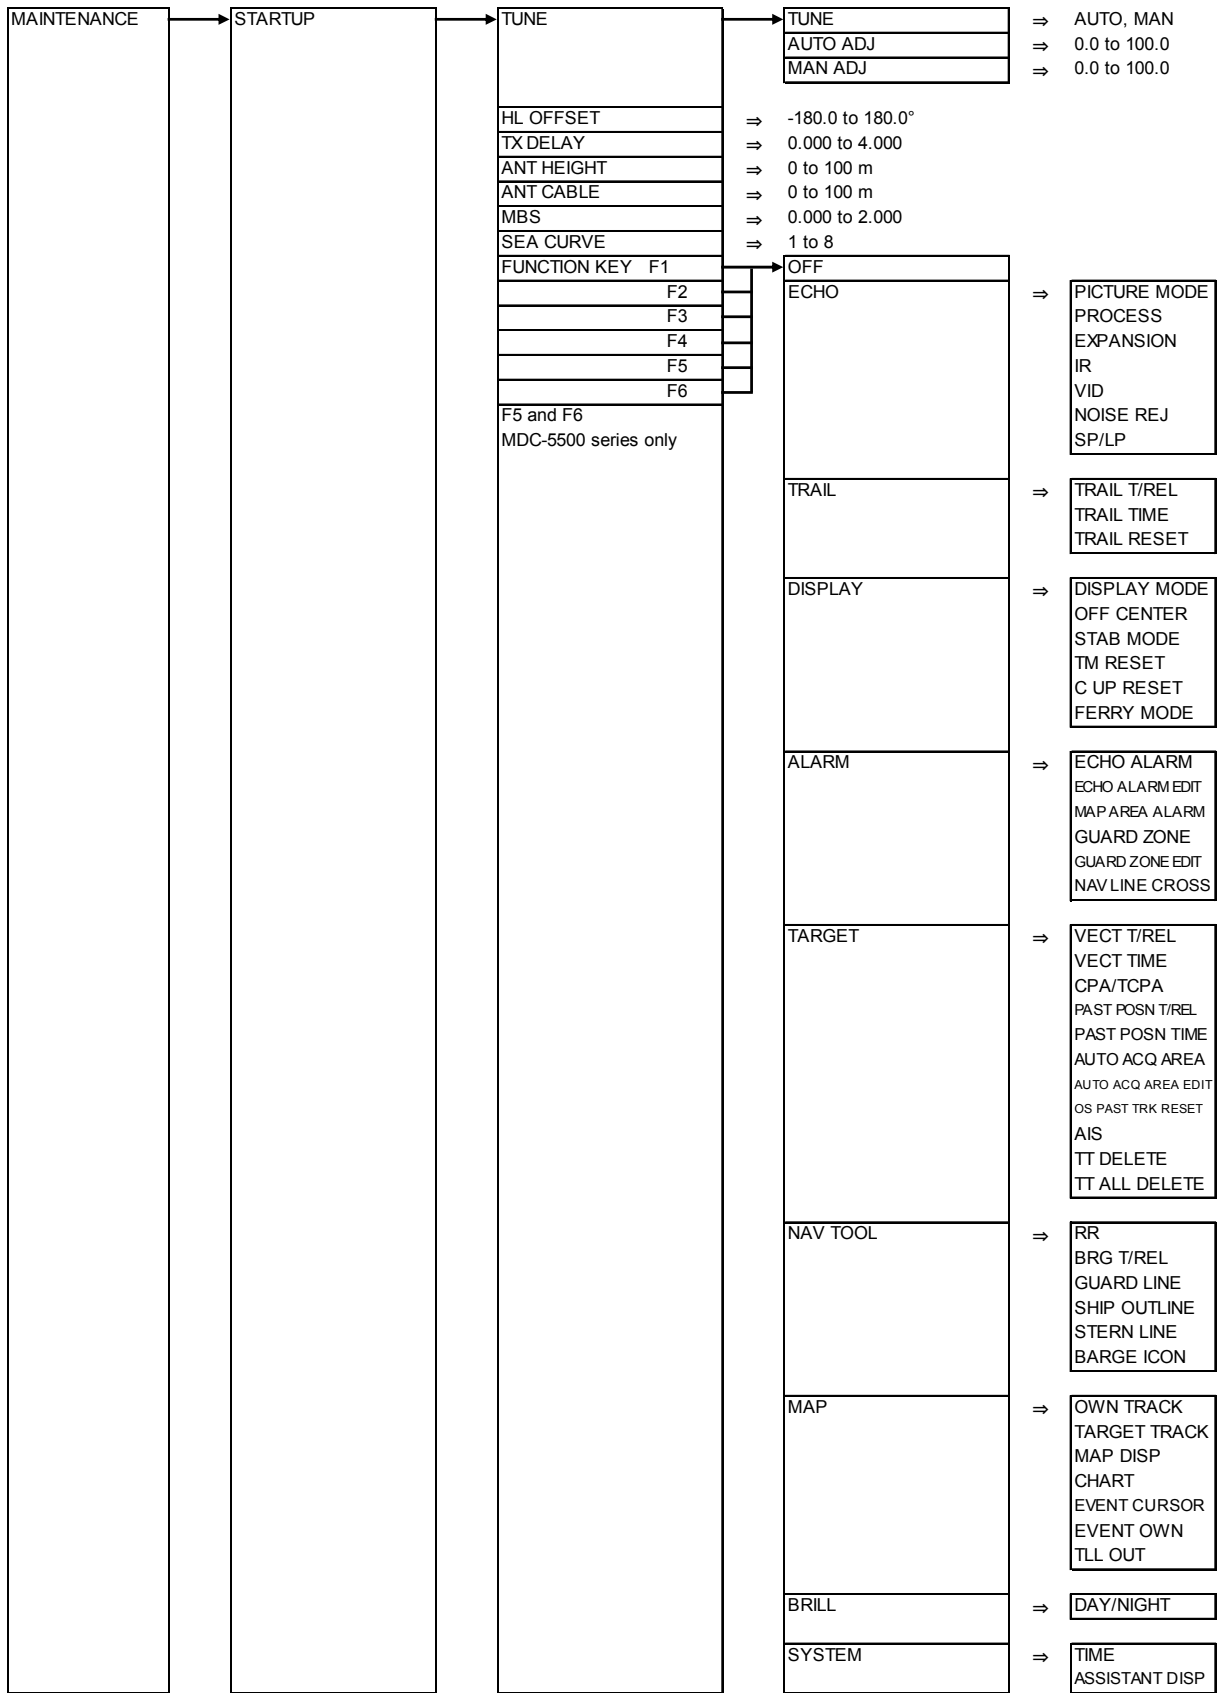 MAINTENANCE STARTUP TUNE TUNE ⇒ AUTO, MAN
AUTO ADJ ⇒ 0.0 to 100.0
MAN ADJ ⇒ 0.0 to 100.0
HL OFFSET ⇒ -180.0 to 180.0°
TX DELAY ⇒ 0.000 to 4.000
ANT HEIGHT ⇒ 0 to 100 m
ANT CABLE ⇒ 0 to 100 m
MBS ⇒ 0.000 to 2.000
SEA CURVE ⇒ 1 to 8
FUNCTION KEY F1 OFF
F2 ECHO ⇒ PICTURE MODE
F3 PROCESS
F4 EXPANSION
F5 IR
F6 VID
F5 and F6 NOISE REJ
MDC-5500 series only SP/LP
TRAIL ⇒ TRAIL T/REL
TRAIL TIME
TRAIL RESET
DISPLAY ⇒ DISPLAY MODE
OFF CENTER
STAB MODE
TM RESET
C UP RESET
FERRY MODE
ALARM ⇒ ECHO ALARM
ECHO ALARM EDIT
MAP AREA ALARM
GUARD ZONE
GUARD ZONE EDIT
NAV LINE CROSS
TARGET ⇒ VECT T/REL
VECT TIME
CPA/TCPA
PAST POSN T/REL
PAST POSN TIME
AUTO ACQ AREA
AUTO ACQ AREA EDIT
OS PAST TRK RESET
AIS
TT DELETE
TT ALL DELETE
NAV TOOL ⇒ RR
BRG T/REL
GUARD LINE
SHIP OUTLINE
STERN LINE
BARGE ICON
MAP ⇒ OWN TRACK
TARGET TRACK
MAP DISP
CHART
EVENT CURSOR
EVENT OWN
TLL OUT
BRILL ⇒ DAY/NIGHT
SYSTEM ⇒ TIME
ASSISTANT DISP